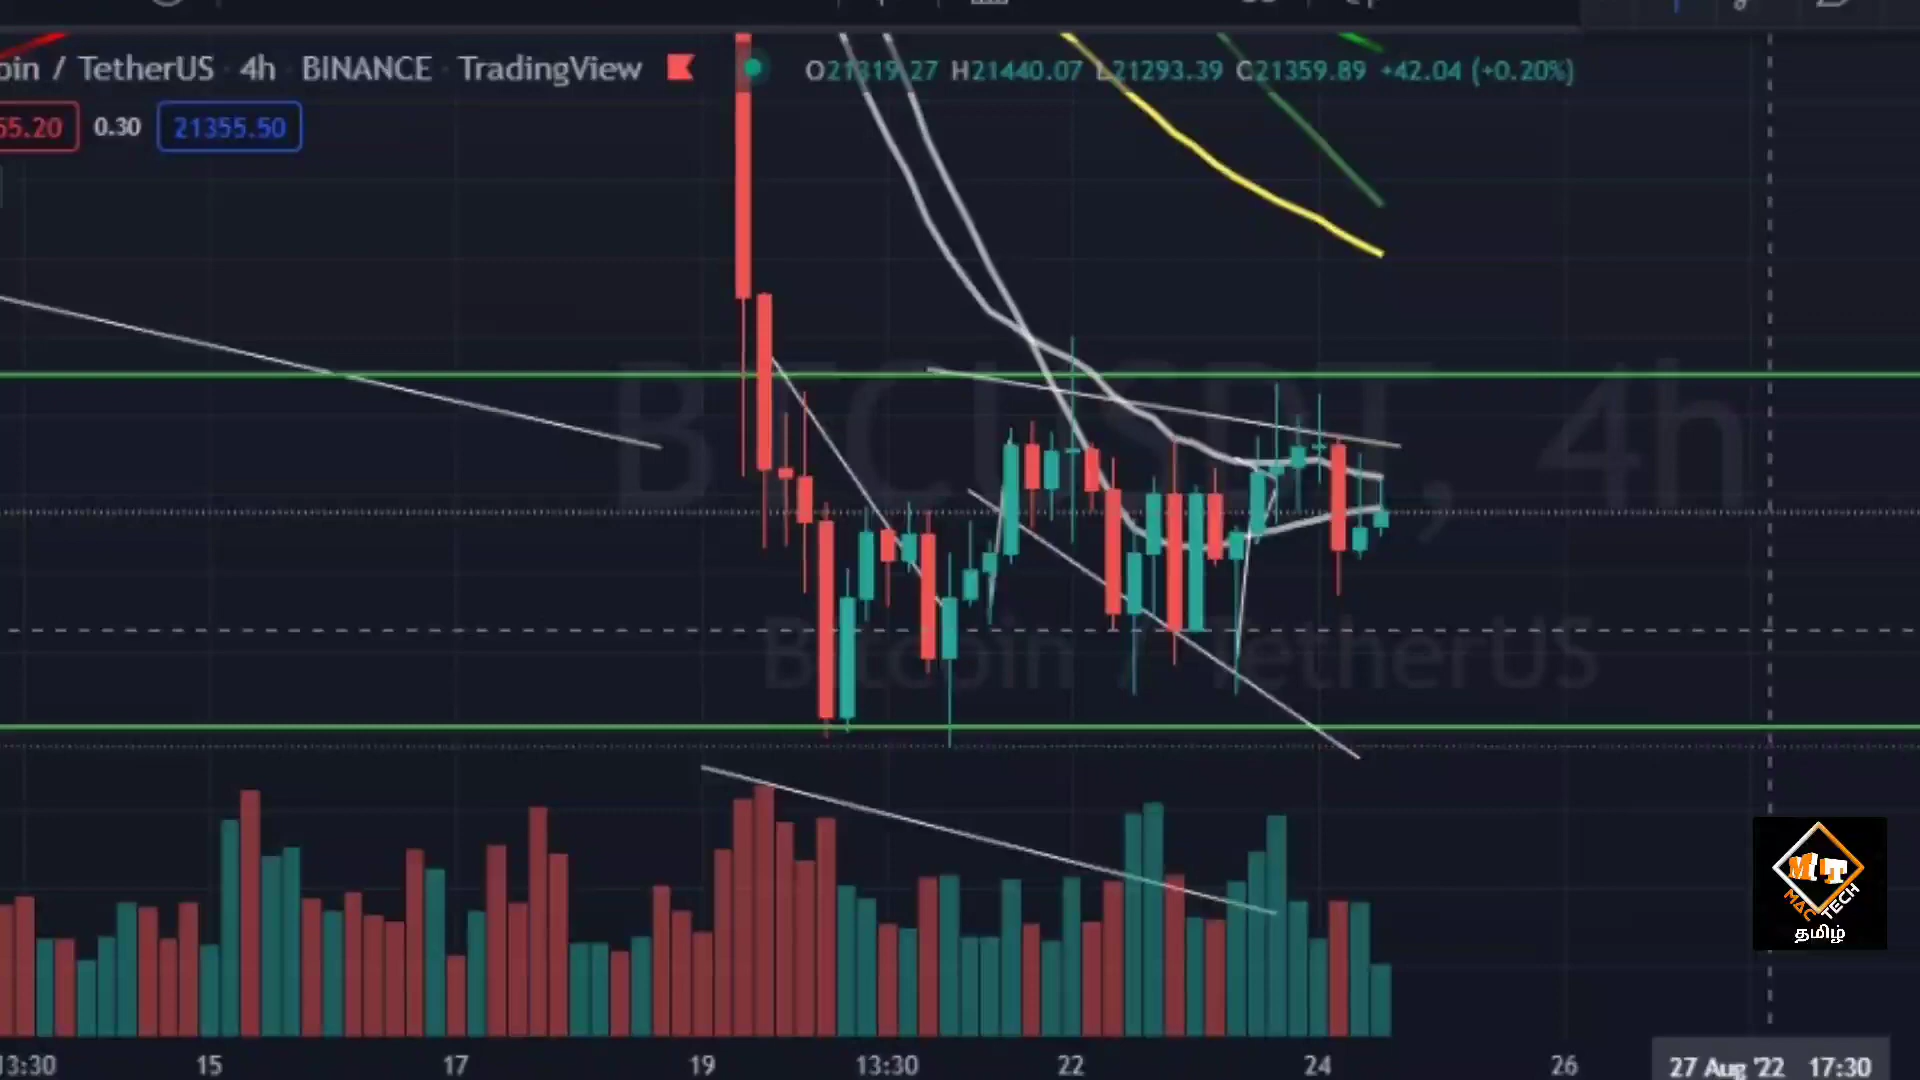 oin / TetherUS · 4h · BINANCE · TradingView O21319.27 H21440.07 L21293.39 C21359.89 +42.04 (+0.20%)
55.20 0.30 21355.50
BTCUSDT, 4h
Bitcoin / TetherUS
MT
MAC TECH
தமிழ்
13:30 15 17 19 13:30 22 24 26 27 Aug '22 17:30